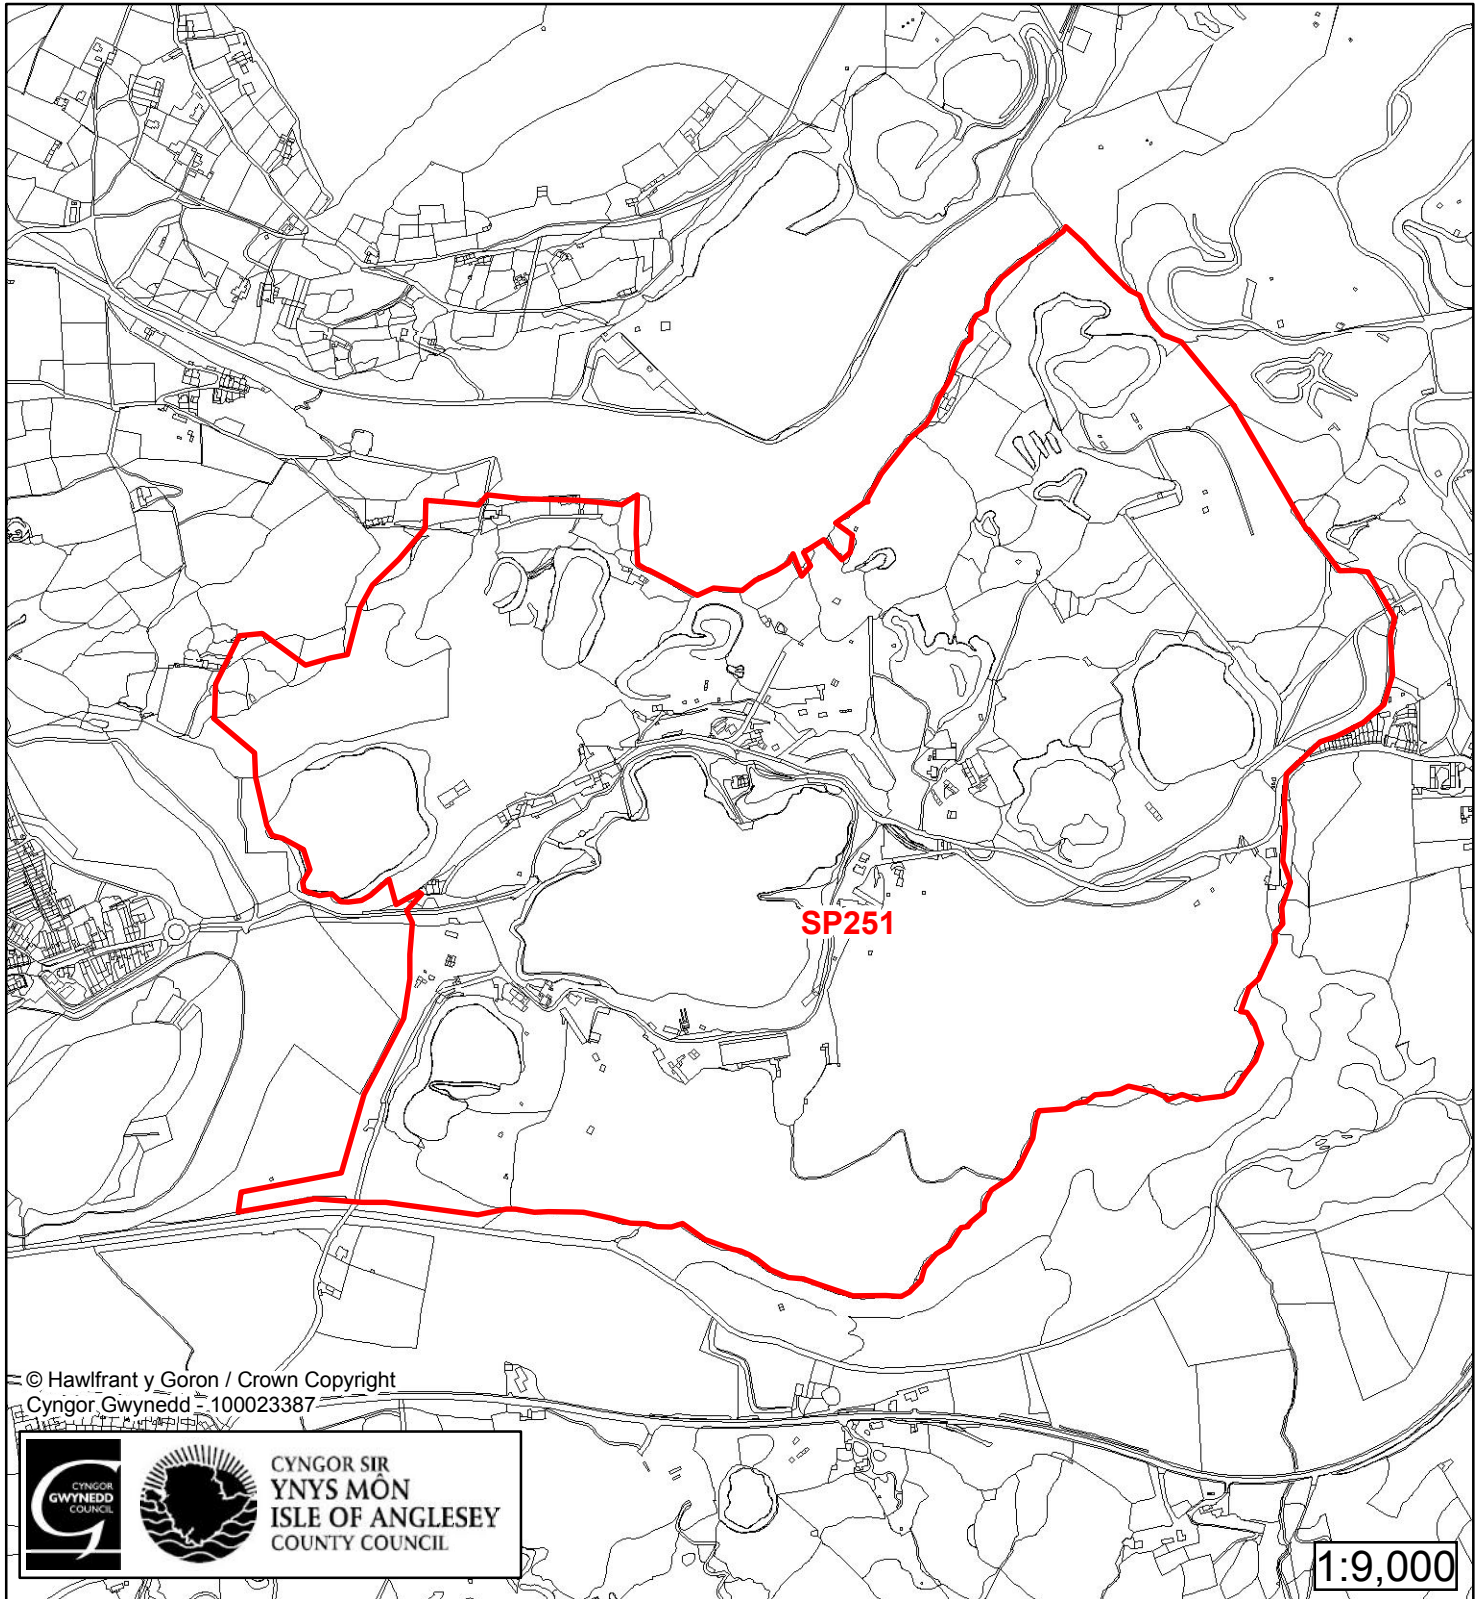 SP251
© Hawlfrant y Goron / Crown Copyright
Cyngor Gwynedd - 100023387
CYNGOR
GWYNEDD
COUNCIL
CYNGOR SIR
YNYS MÔN
ISLE OF ANGLESEY
COUNTY COUNCIL
1:9,000